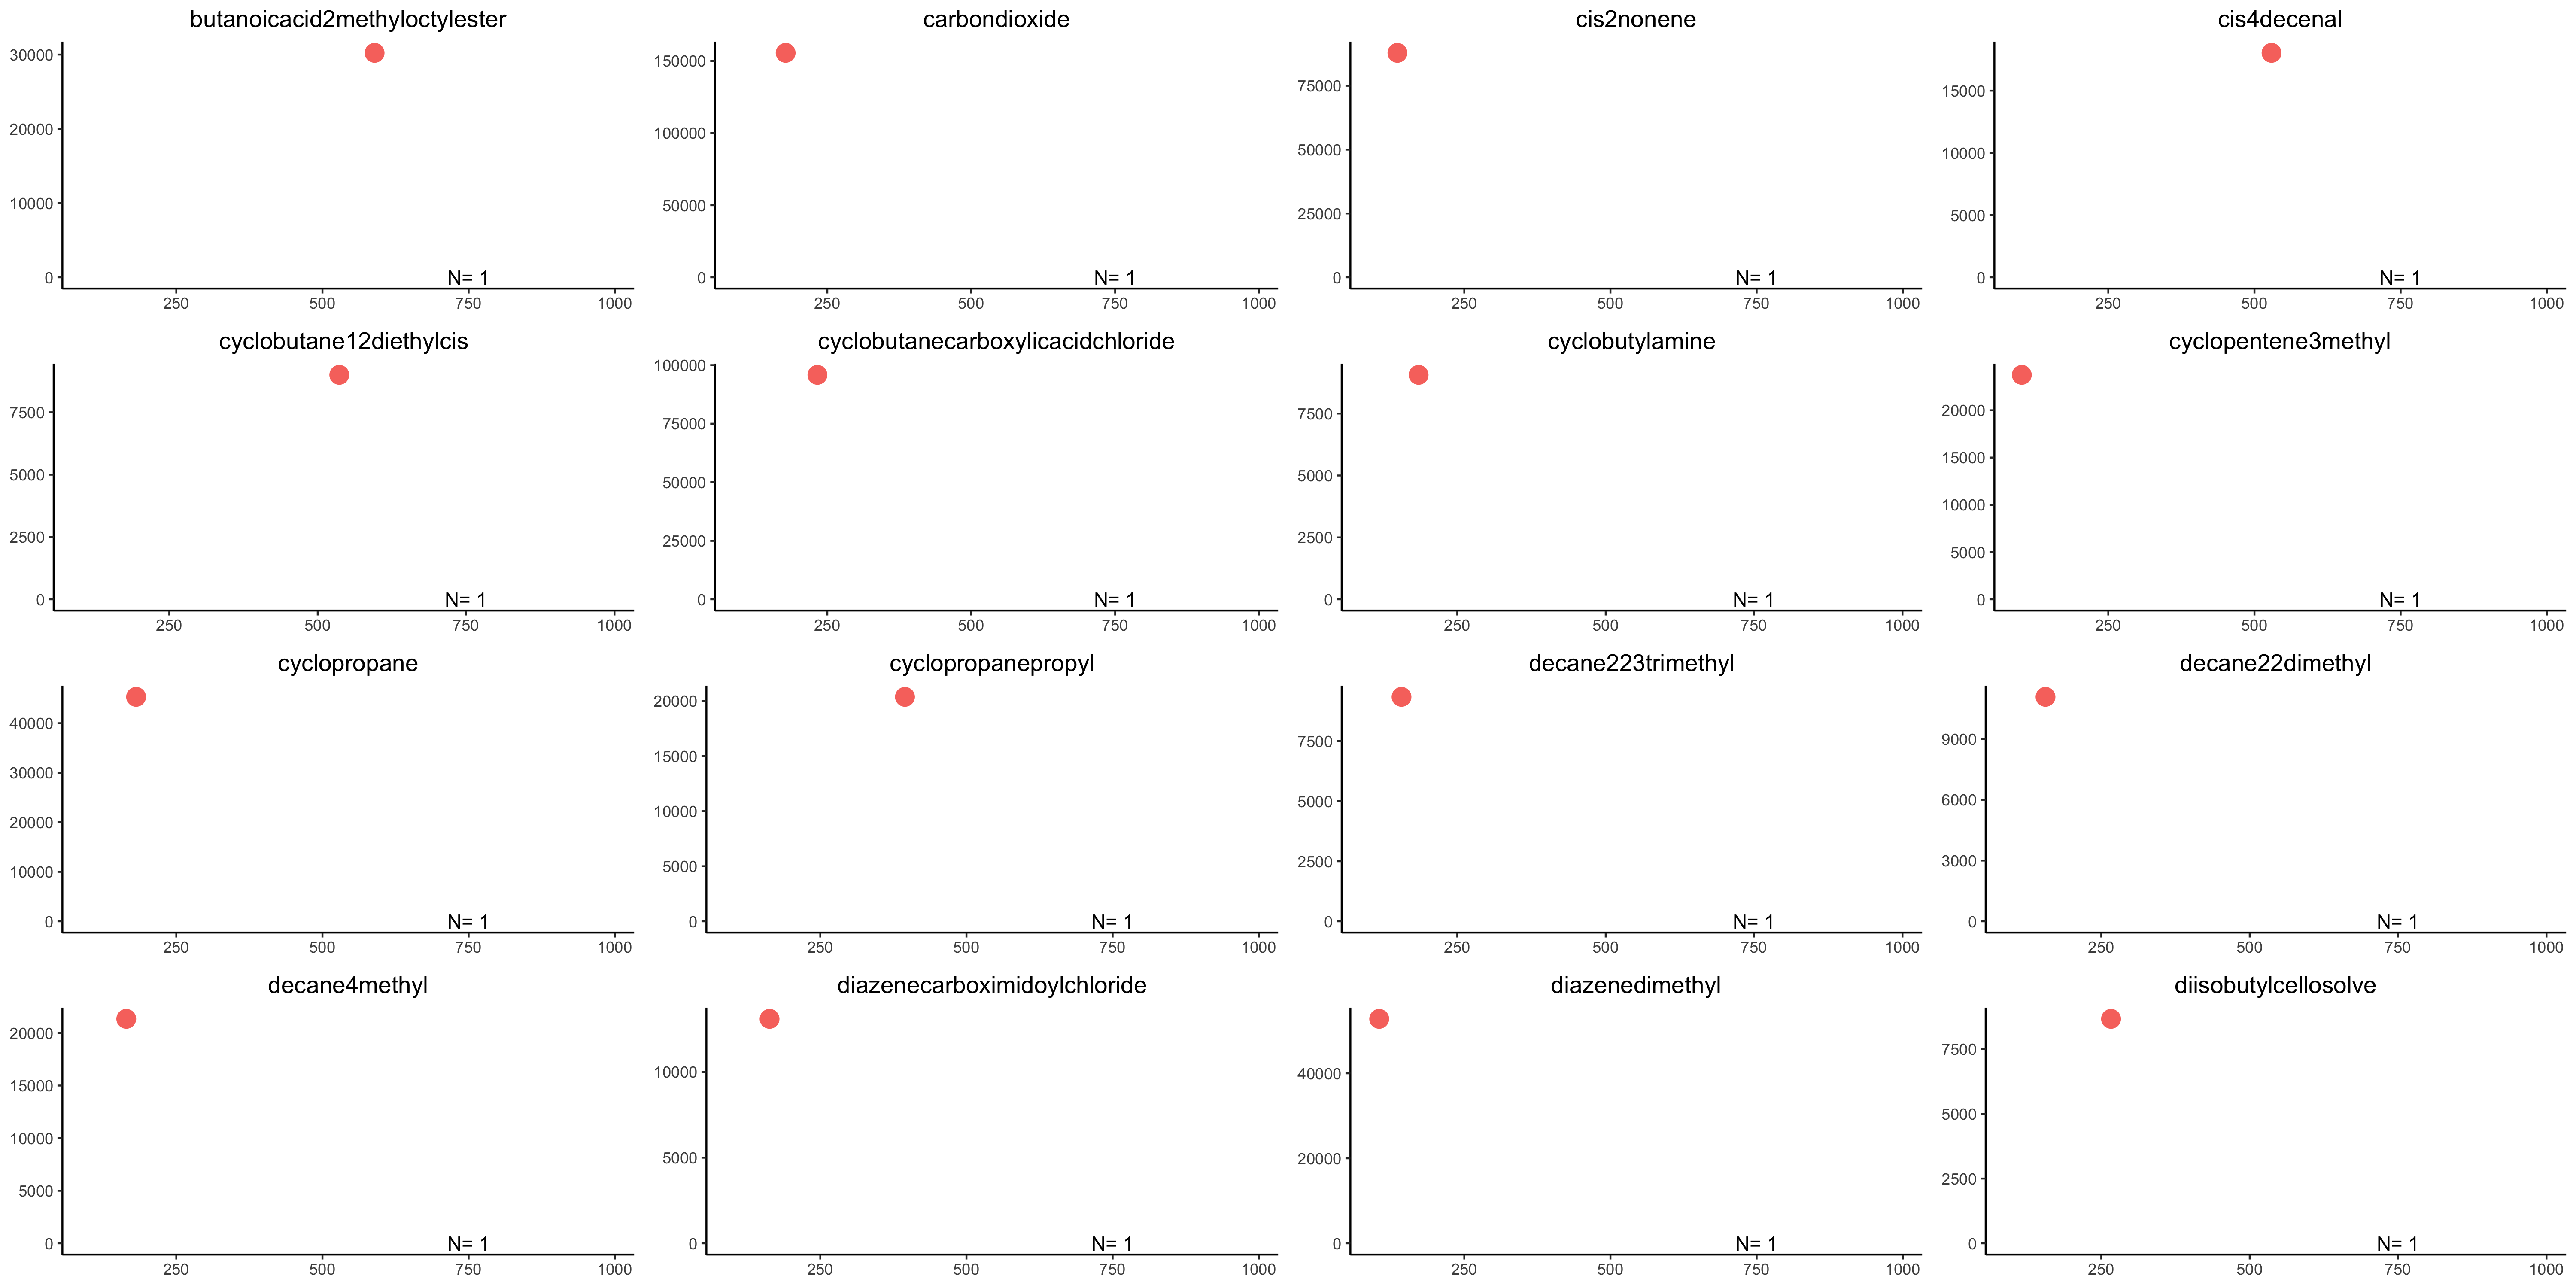 butanoicacid2methyloctylester
30000
20000
10000
0
N= 1
250 500 750 1000
carbondioxide
150000
100000
50000
0
N= 1
250 500 750 1000
cis2nonene
75000
50000
25000
0
N= 1
250 500 750 1000
cis4decenal
15000
10000
5000
0
N= 1
250 500 750 1000
cyclobutane12diethylcis
7500
5000
2500
0
N= 1
250 500 750 1000
cyclobutanecarboxylicacidchloride
100000
75000
50000
25000
0
N= 1
250 500 750 1000
cyclobutylamine
7500
5000
2500
0
N= 1
250 500 750 1000
cyclopentene3methyl
20000
15000
10000
5000
0
N= 1
250 500 750 1000
cyclopropane
40000
30000
20000
10000
0
N= 1
250 500 750 1000
cyclopropanepropyl
20000
15000
10000
5000
0
N= 1
250 500 750 1000
decane223trimethyl
7500
5000
2500
0
N= 1
250 500 750 1000
decane22dimethyl
9000
6000
3000
0
N= 1
250 500 750 1000
decane4methyl
20000
15000
10000
5000
0
N= 1
250 500 750 1000
diazenecarboximidoylchloride
10000
5000
0
N= 1
250 500 750 1000
diazenedimethyl
40000
20000
0
N= 1
250 500 750 1000
diisobutylcellosolve
7500
5000
2500
0
N= 1
250 500 750 1000